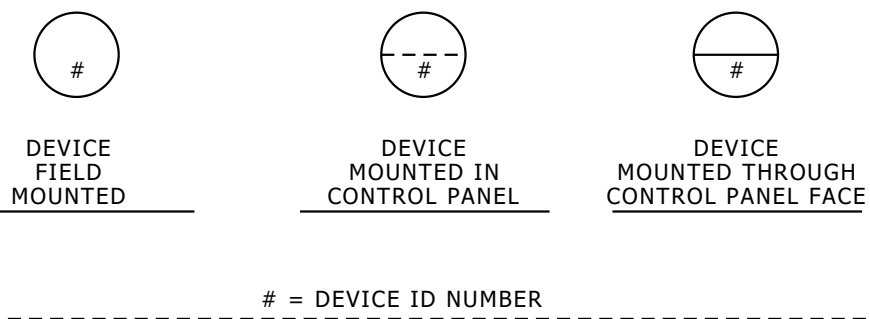 #
#
#
DEVICE
FIELD
MOUNTED
DEVICE
MOUNTED IN
CONTROL PANEL
DEVICE
MOUNTED THROUGH
CONTROL PANEL FACE
# = DEVICE ID NUMBER